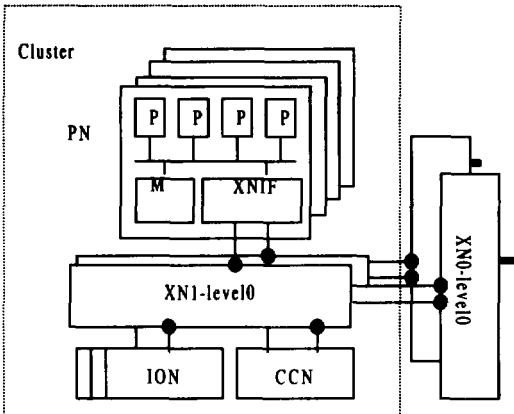 Cluster
P P P P
PN
M XNIF
XN0-level0
XN1-level0
ION CCN